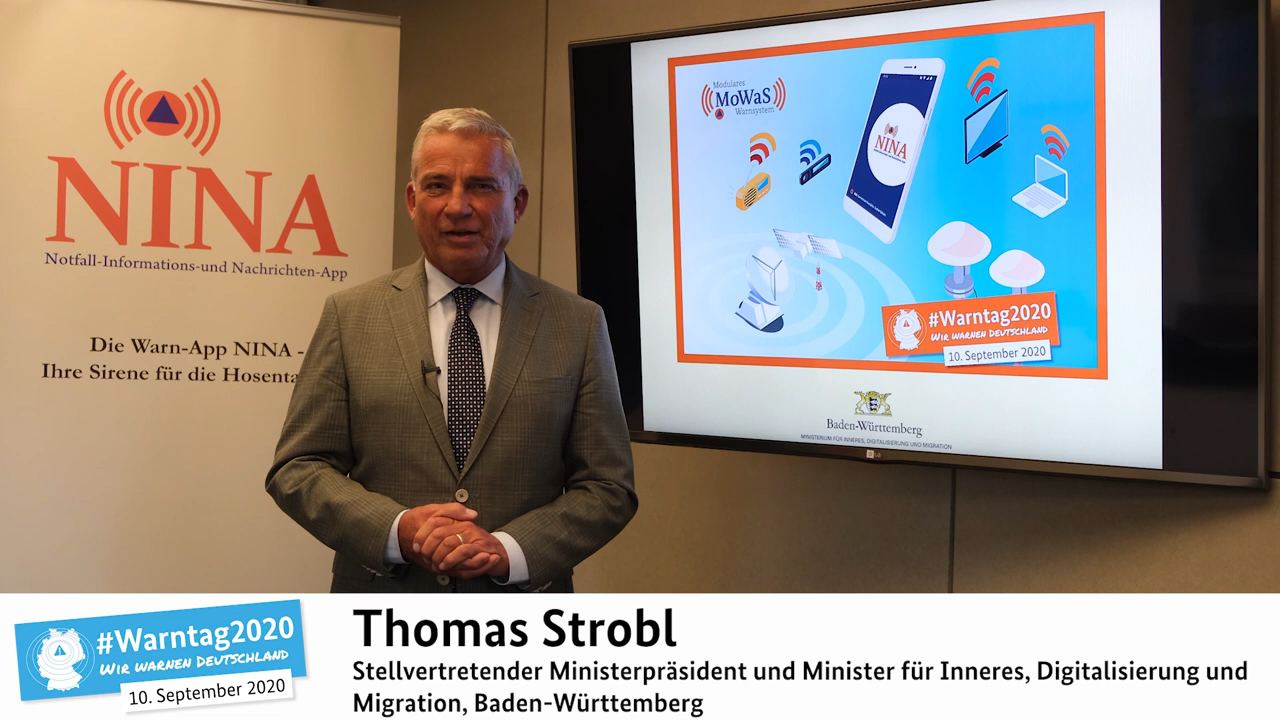 NINA
Notfall-Informations-und Nachrichten-App
Die Warn-App NINA -
Ihre Sirene für die Hosenta
Modulares
MoWaS
Warnsystem
NINA
#Warntag2020
Wir warnen Deutschland
10. September 2020
Baden-Württemberg
MINISTERIUM FÜR INNERES, DIGITALISIERUNG UND MIGRATION
LG
#Warntag2020
Wir warnen Deutschland
10. September 2020
Thomas Strobl
Stellvertretender Ministerpräsident und Minister für Inneres, Digitalisierung und
Migration, Baden-Württemberg